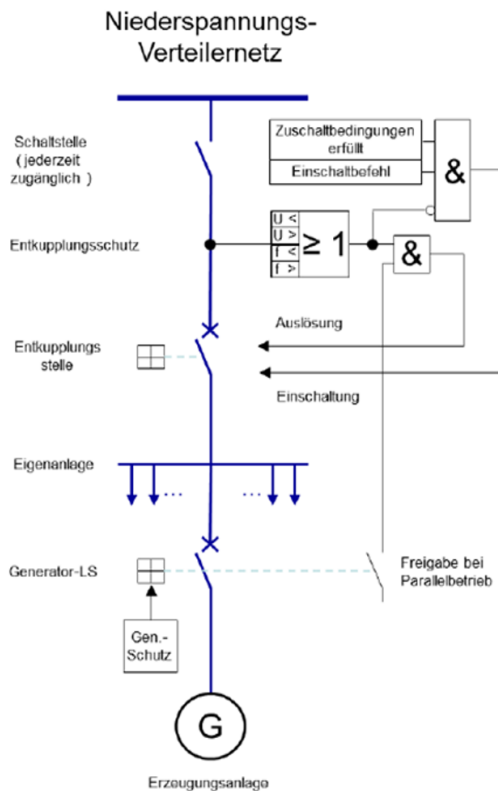 Niederspannungs-
Verteilernetz
Schaltstelle
( jederzeit
zugänglich )
Zuschaltbedingungen
erfüllt
Einschaltbefehl
&
Entkupplungsschutz
U <
U >
f <
f >
≥ 1
&
Auslösung
Entkupplungs
stelle
Einschaltung
Eigenanlage
... ...
Generator-LS
Freigabe bei
Parallelbetrieb
Gen.-
Schutz
G
Erzeugungsanlage